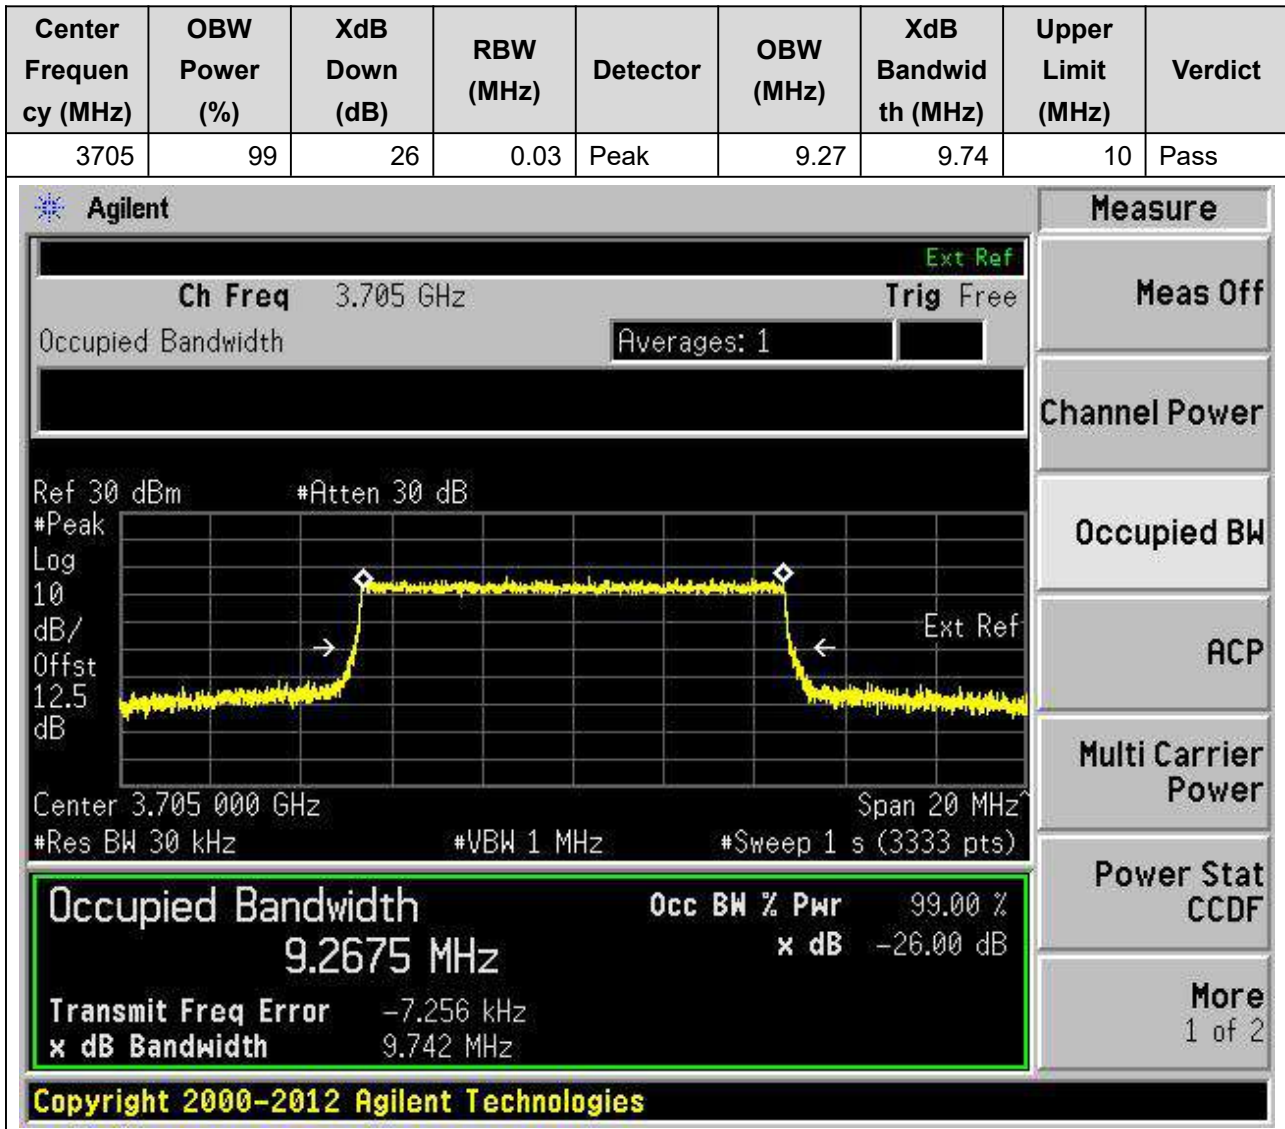 Center Frequen cy (MHz) OBW Power (%) XdB Down (dB) RBW (MHz) Detector OBW (MHz) XdB Bandwid th (MHz) Upper Limit (MHz) Verdict
3705 99 26 0.03 Peak 9.27 9.74 10 Pass
Agilent
Measure
Ext Ref
Ch Freq 3.705 GHz Trig Free
Occupied Bandwidth Averages: 1
Meas Off
Channel Power
Occupied BW
ACP
Multi Carrier
Power
Power Stat
CCDF
More
1 of 2
Ref 30 dBm #Atten 30 dB
#Peak
Log
10
dB/
Offst
12.5
dB
Ext Ref
Center 3.705 000 GHz Span 20 MHz^
#Res BW 30 kHz #VBW 1 MHz #Sweep 1 s (3333 pts)
Occupied Bandwidth Occ BW % Pwr 99.00 %
9.2675 MHz x dB -26.00 dB
Transmit Freq Error -7.256 kHz
x dB Bandwidth 9.742 MHz
Copyright 2000-2012 Agilent Technologies